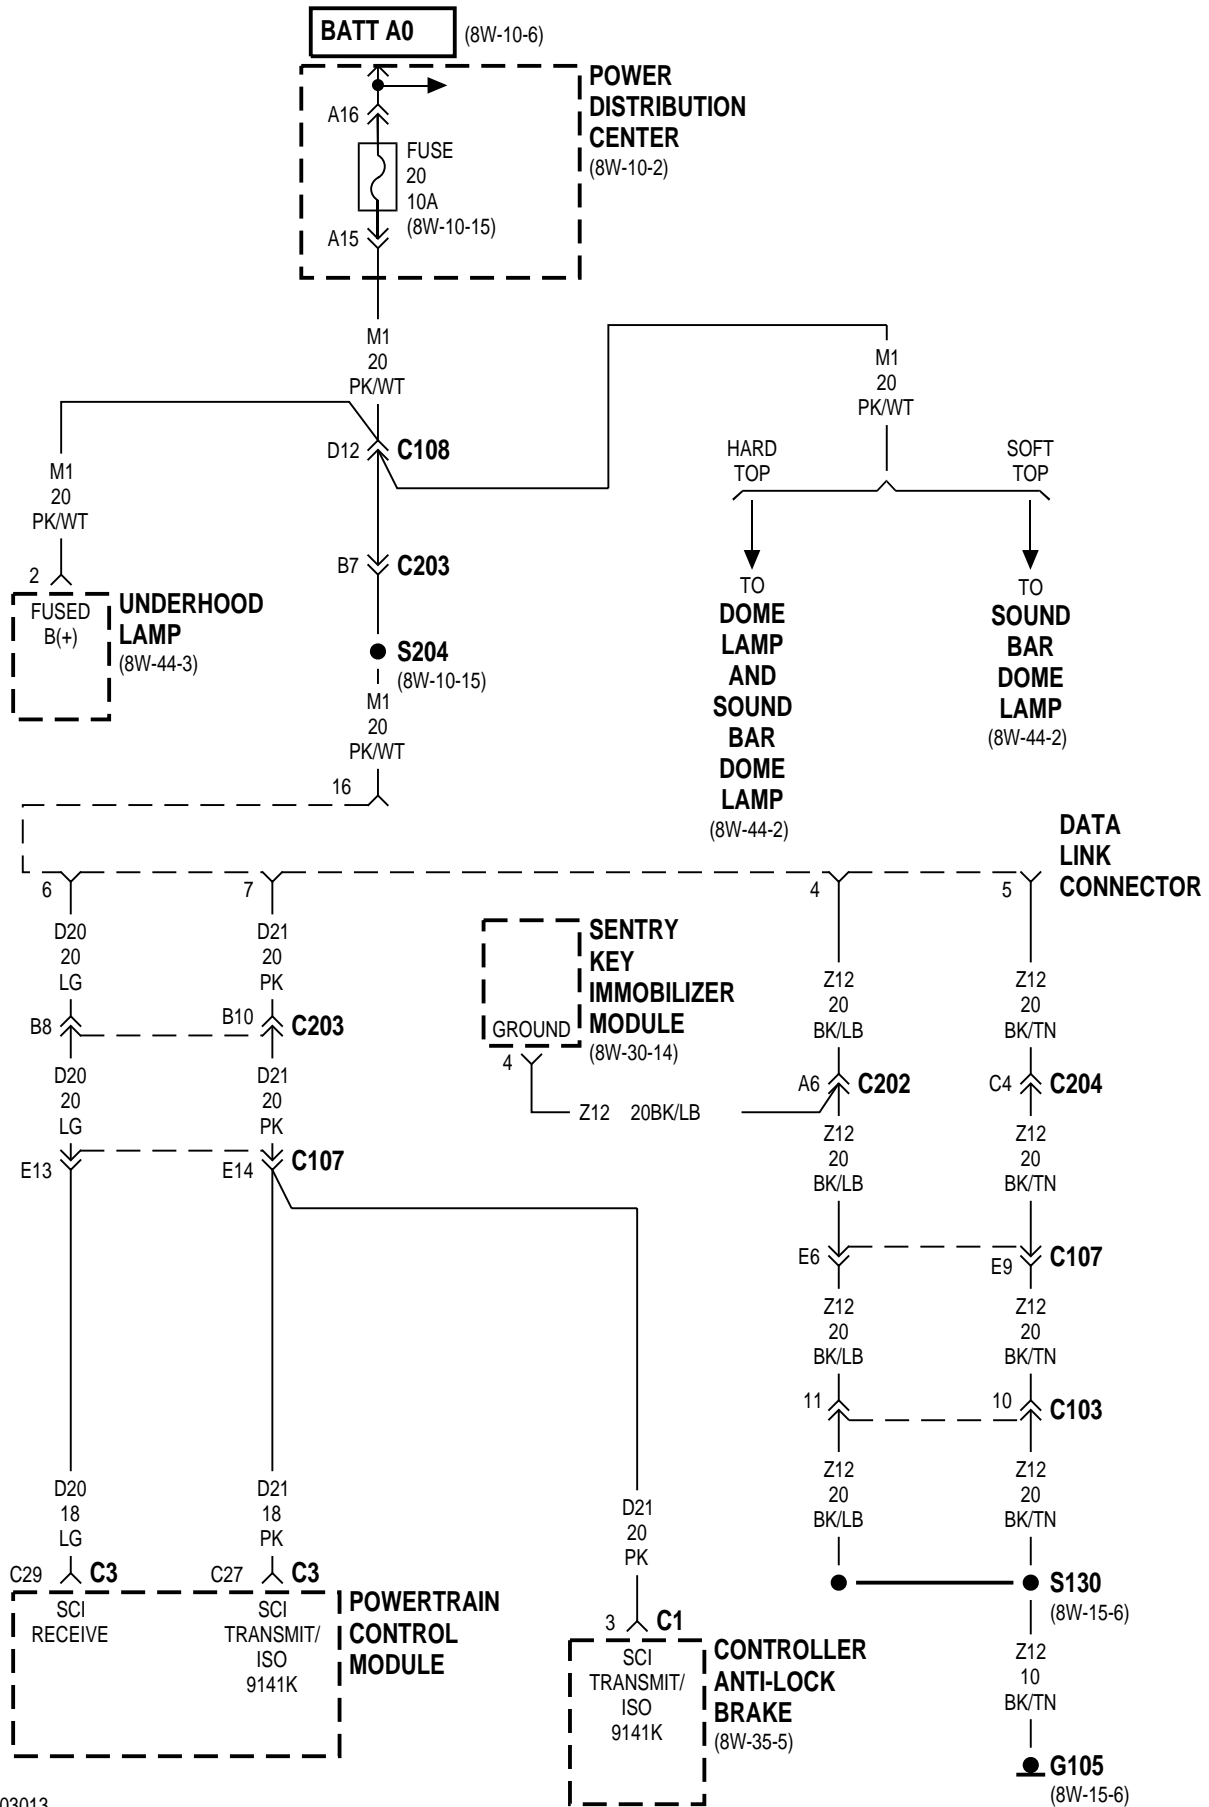 BATT A0
(8W-10-6)
POWER
DISTRIBUTION
CENTER
(8W-10-2)
A16
FUSE
20
10A
(8W-10-15)
A15
M1
20
PK/WT
M1
20
PK/WT
D12
C108
HARD
TOP
SOFT
TOP
M1
20
PK/WT
B7
C203
2
FUSED
B(+)
UNDERHOOD
LAMP
(8W-44-3)
S204
(8W-10-15)
M1
20
PK/WT
TO
DOME
LAMP
AND
SOUND
BAR
DOME
LAMP
(8W-44-2)
TO
SOUND
BAR
DOME
LAMP
(8W-44-2)
16
DATA
LINK
CONNECTOR
6
7
4
5
D20
20
LG
D21
20
PK
SENTRY
KEY
IMMOBILIZER
MODULE
(8W-30-14)
GROUND
4
Z12
20
BK/LB
Z12
20
BK/TN
B8
B10
C203
D20
20
LG
D21
20
PK
A6
C202
C4
C204
Z12 20BK/LB
Z12
20
BK/LB
Z12
20
BK/TN
E13
E14
C107
E6
E9
C107
Z12
20
BK/LB
Z12
20
BK/TN
11
10
C103
Z12
20
BK/LB
Z12
20
BK/TN
D20
18
LG
D21
18
PK
D21
20
PK
C29
C3
C27
C3
SCI
RECEIVE
SCI
TRANSMIT/
ISO
9141K
POWERTRAIN
CONTROL
MODULE
3
C1
SCI
TRANSMIT/
ISO
9141K
CONTROLLER
ANTI-LOCK
BRAKE
(8W-35-5)
S130
(8W-15-6)
Z12
10
BK/TN
G105
(8W-15-6)